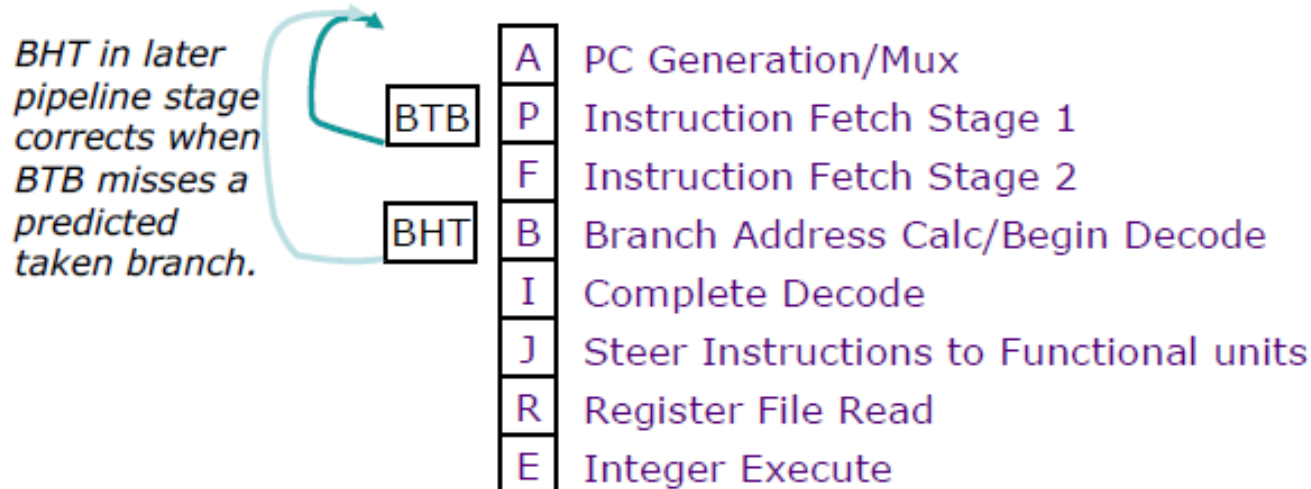 BHT in later
pipeline stage
corrects when
BTB misses a
predicted
taken branch.
BTB
BHT
A PC Generation/Mux
P Instruction Fetch Stage 1
F Instruction Fetch Stage 2
B Branch Address Calc/Begin Decode
I Complete Decode
J Steer Instructions to Functional units
R Register File Read
E Integer Execute